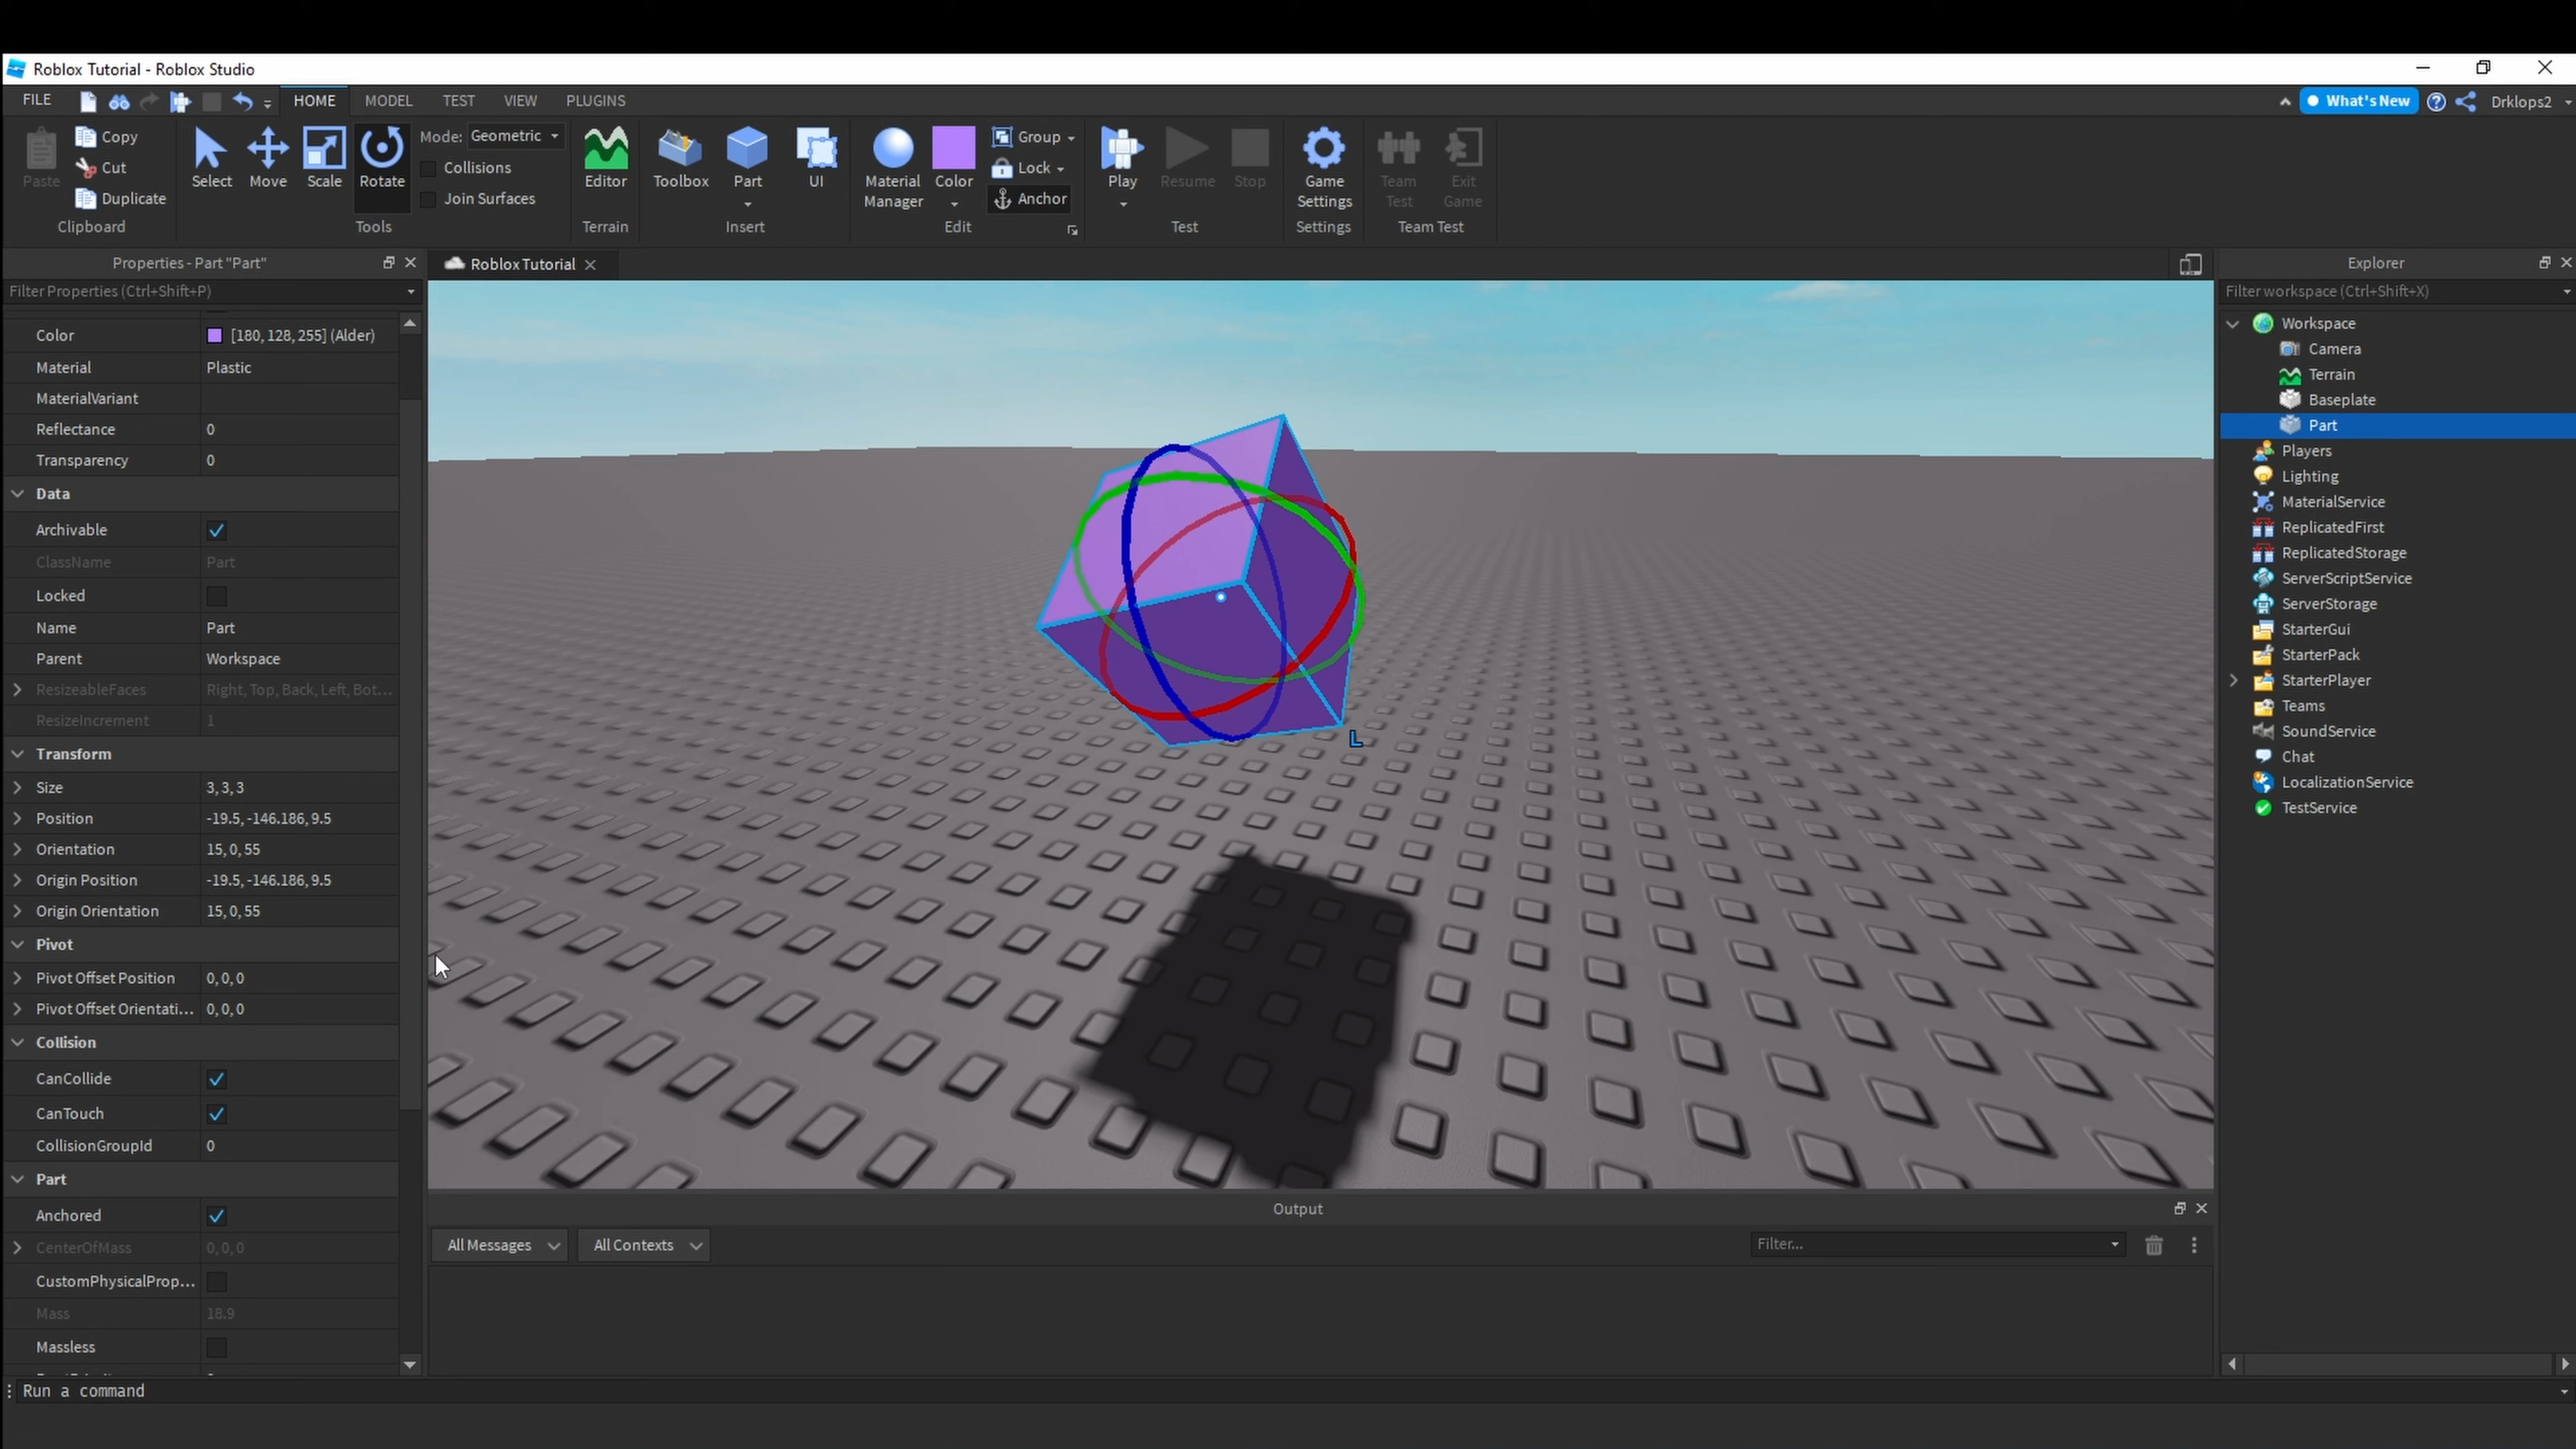 Roblox Tutorial - Roblox Studio
FILE HOME MODEL TEST VIEW PLUGINS What's New Drklops2
Paste Copy Cut Duplicate
Clipboard
Select Move Scale Rotate
Mode: Geometric
Collisions
Join Surfaces
Tools
Editor
Terrain
Toolbox Part UI
Insert
Material Manager Color
Group
Lock
Anchor
Edit
Play Resume Stop
Test
Game Settings
Settings
Team Test Exit Game
Team Test
Properties - Part "Part"
Filter Properties (Ctrl+Shift+P)
Color [180, 128, 255] (Alder)
Material Plastic
MaterialVariant
Reflectance 0
Transparency 0
Data
Archivable
ClassName Part
Locked
Name Part
Parent Workspace
ResizeableFaces Right, Top, Back, Left, Bot...
ResizeIncrement 1
Transform
Size 3, 3, 3
Position -19.5, -146.186, 9.5
Orientation 15, 0, 55
Origin Position -19.5, -146.186, 9.5
Origin Orientation 15, 0, 55
Pivot
Pivot Offset Position 0, 0, 0
Pivot Offset Orientati... 0, 0, 0
Collision
CanCollide
CanTouch
CollisionGroupId 0
Part
Anchored
CenterOfMass 0, 0, 0
CustomPhysicalProp...
Mass 18.9
Massless
Roblox Tutorial
L
Output
All Messages All Contexts Filter...
Explorer
Filter workspace (Ctrl+Shift+X)
Workspace
Camera
Terrain
Baseplate
Part
Players
Lighting
MaterialService
ReplicatedFirst
ReplicatedStorage
ServerScriptService
ServerStorage
StarterGui
StarterPack
StarterPlayer
Teams
SoundService
Chat
LocalizationService
TestService
Run a command